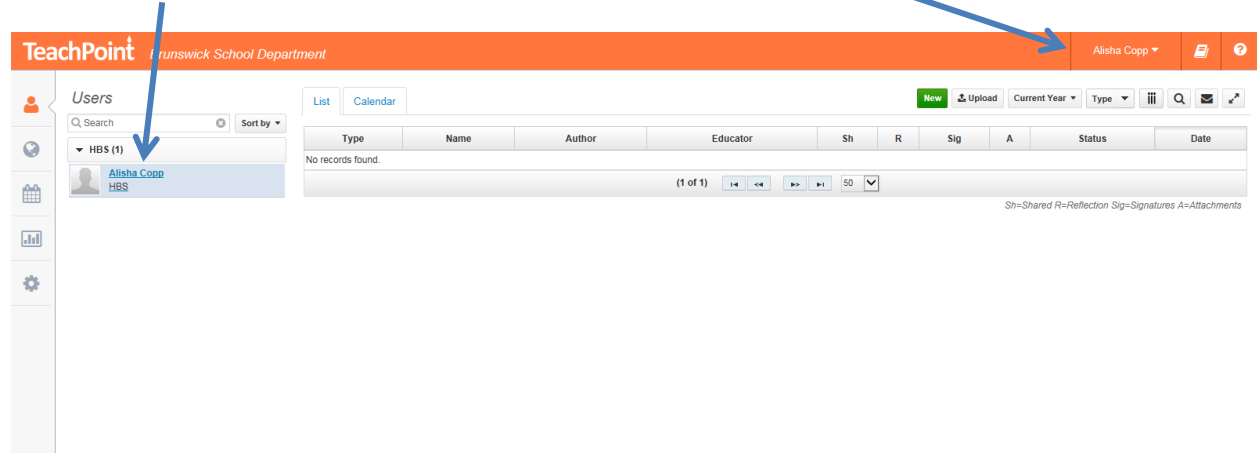 TeachPoint Brunswick School Department Alisha Copp
Users
Search Sort by
HBS (1)
Alisha Copp
HBS
List Calendar
New Upload Current Year Type
Type Name Author Educator Sh R Sig A Status Date
No records found.
(1 of 1) 50
Sh=Shared R=Reflection Sig=Signatures A=Attachments